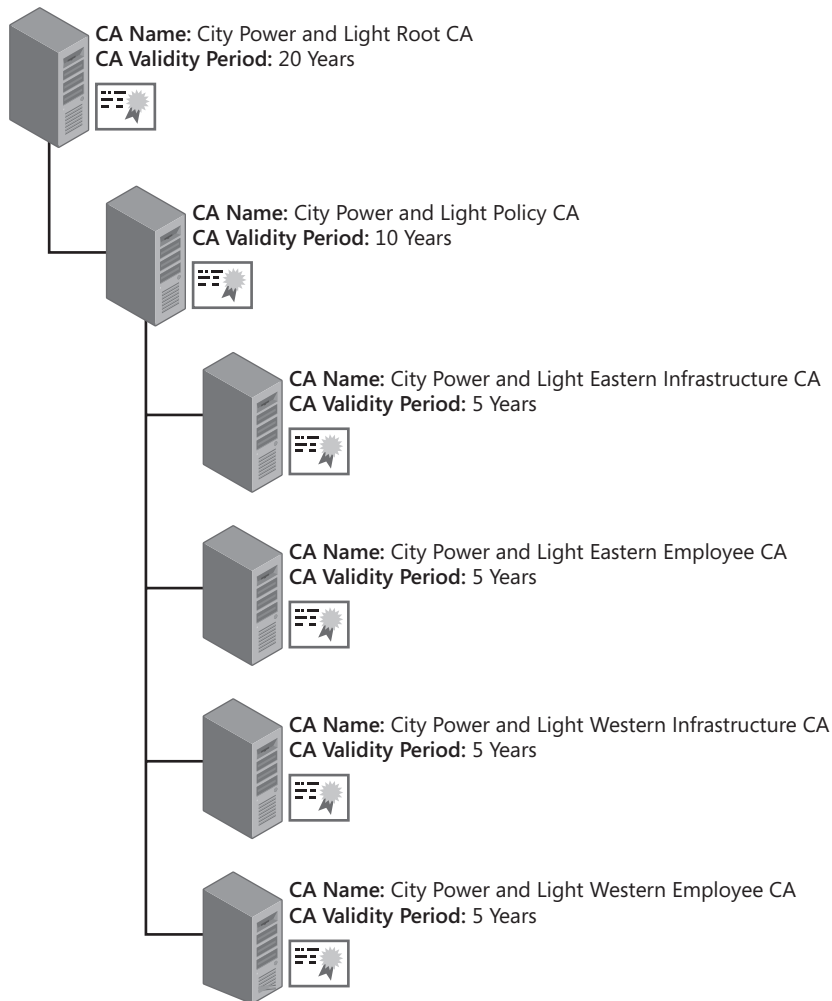 CA Name: City Power and Light Root CA
CA Validity Period: 20 Years
CA Name: City Power and Light Policy CA
CA Validity Period: 10 Years
CA Name: City Power and Light Eastern Infrastructure CA
CA Validity Period: 5 Years
CA Name: City Power and Light Eastern Employee CA
CA Validity Period: 5 Years
CA Name: City Power and Light Western Infrastructure CA
CA Validity Period: 5 Years
CA Name: City Power and Light Western Employee CA
CA Validity Period: 5 Years